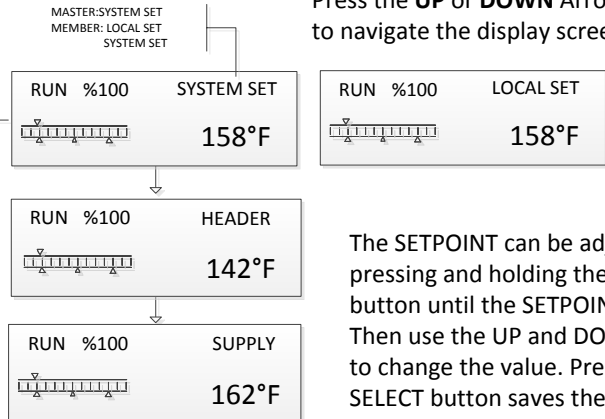 Press the UP or DOWN Arro
to navigate the display scree
MASTER:SYSTEM SET
MEMBER: LOCAL SET
SYSTEM SET
RUN %100 SYSTEM SET
158°F
RUN %100 LOCAL SET
158°F
RUN %100 HEADER
142°F
RUN %100 SUPPLY
162°F
The SETPOINT can be adj
pressing and holding the
button until the SETPOIN
Then use the UP and DO
to change the value. Pre
SELECT button saves the